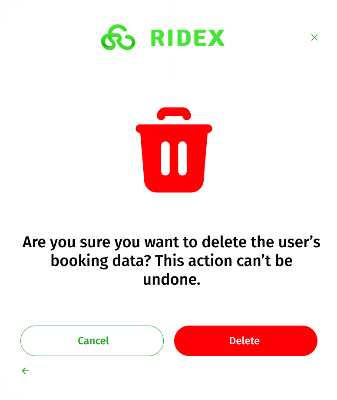 RIDEX
Are you sure you want to delete the user’s
booking data? This action can’t be
undone.
Cancel
Delete